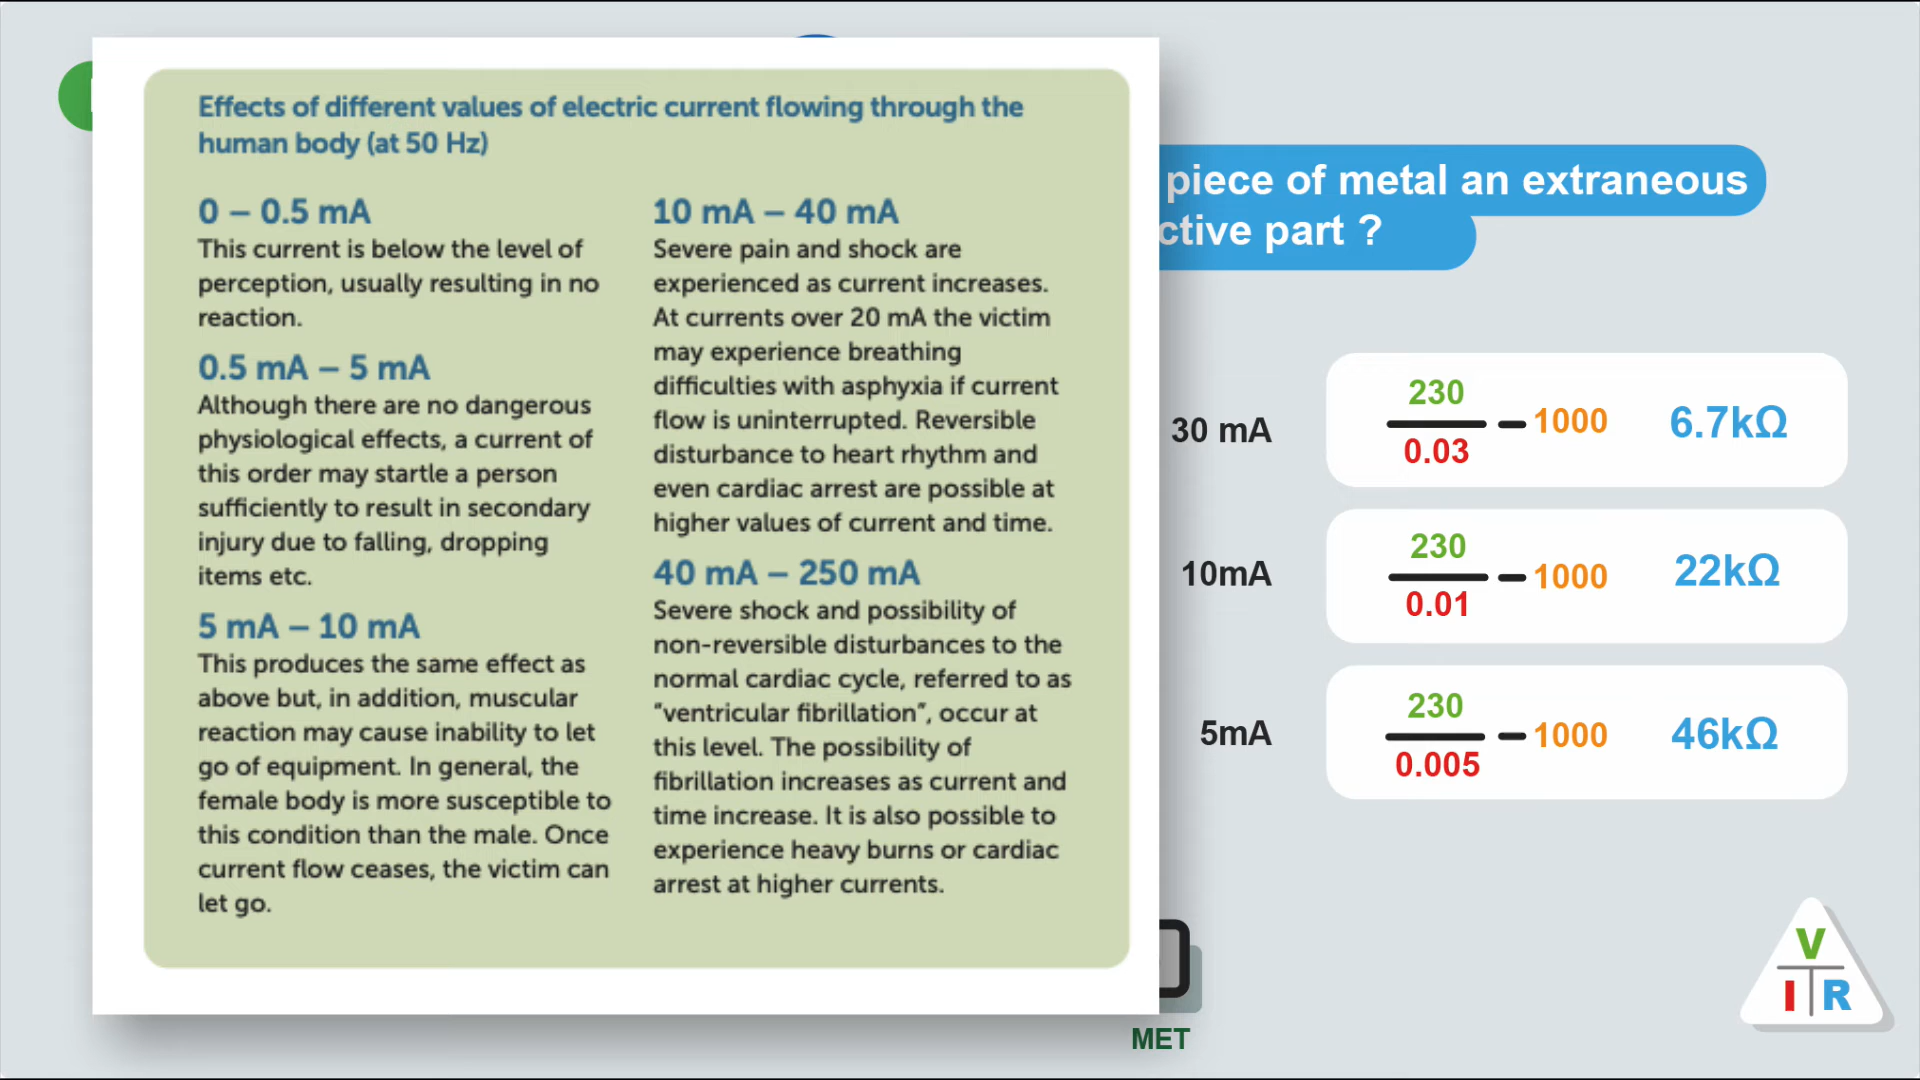 Effects of different values of electric current flowing through the
human body (at 50 Hz)
0 – 0.5 mA
This current is below the level of
perception, usually resulting in no
reaction.
0.5 mA – 5 mA
Although there are no dangerous
physiological effects, a current of
this order may startle a person
sufficiently to result in secondary
injury due to falling, dropping
items etc.
5 mA – 10 mA
This produces the same effect as
above but, in addition, muscular
reaction may cause inability to let
go of equipment. In general, the
female body is more susceptible to
this condition than the male. Once
current flow ceases, the victim can
let go.
10 mA – 40 mA
Severe pain and shock are
experienced as current increases.
At currents over 20 mA the victim
may experience breathing
difficulties with asphyxia if current
flow is uninterrupted. Reversible
disturbance to heart rhythm and
even cardiac arrest are possible at
higher values of current and time.
40 mA – 250 mA
Severe shock and possibility of
non-reversible disturbances to the
normal cardiac cycle, referred to as
"ventricular fibrillation", occur at
this level. The possibility of
fibrillation increases as current and
time increase. It is also possible to
experience heavy burns or cardiac
arrest at higher currents.
piece of metal an extraneous
ctive part ?
30 mA
230
0.03
– 1000
6.7kΩ
10mA
230
0.01
– 1000
22kΩ
5mA
230
0.005
– 1000
46kΩ
MET
V
I R